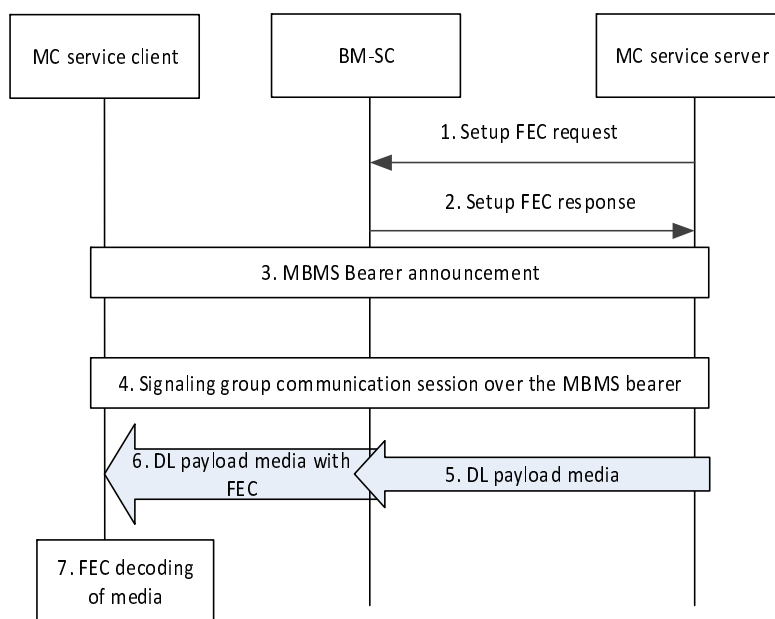 MC service client
BM-SC
MC service server
1. Setup FEC request
2. Setup FEC response
3. MBMS Bearer announcement
4. Signaling group communication session over the MBMS bearer
6. DL payload media with
FEC
5. DL payload media
7. FEC decoding
of media